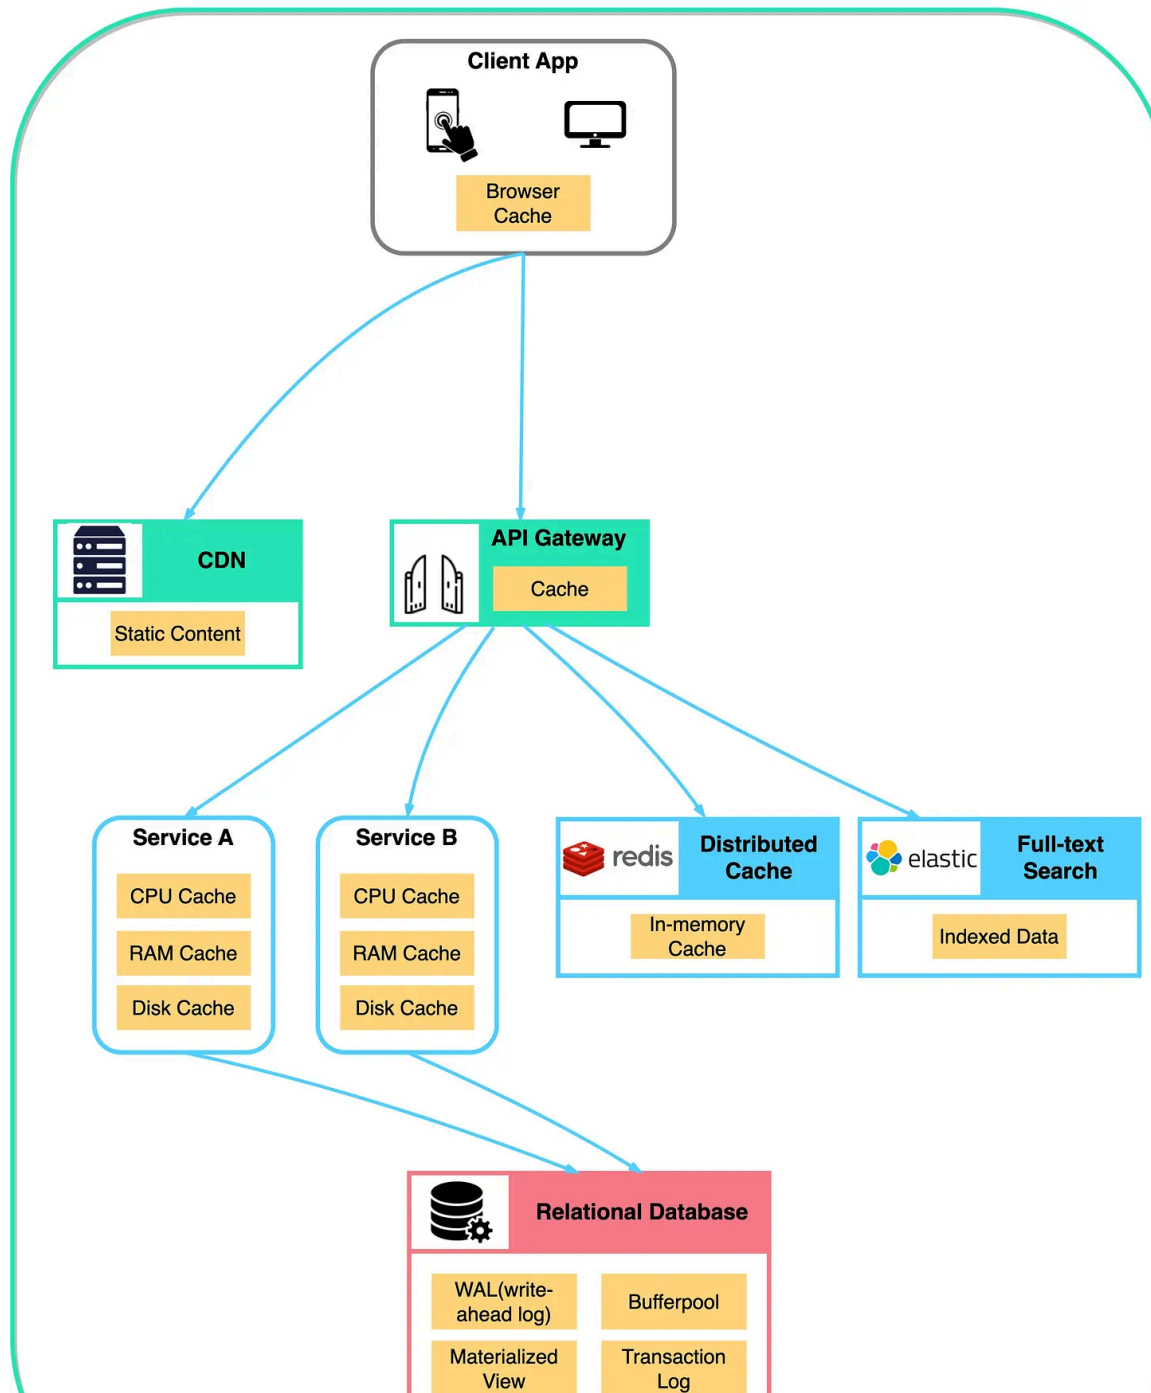 Client App
Browser
Cache
CDN
Static Content
API Gateway
Cache
Service A
CPU Cache
RAM Cache
Disk Cache
Service B
CPU Cache
RAM Cache
Disk Cache
redis
Distributed
Cache
In-memory
Cache
elastic
Full-text
Search
Indexed Data
Relational Database
WAL(write-
ahead log)
Bufferpool
Materialized
View
Transaction
Log